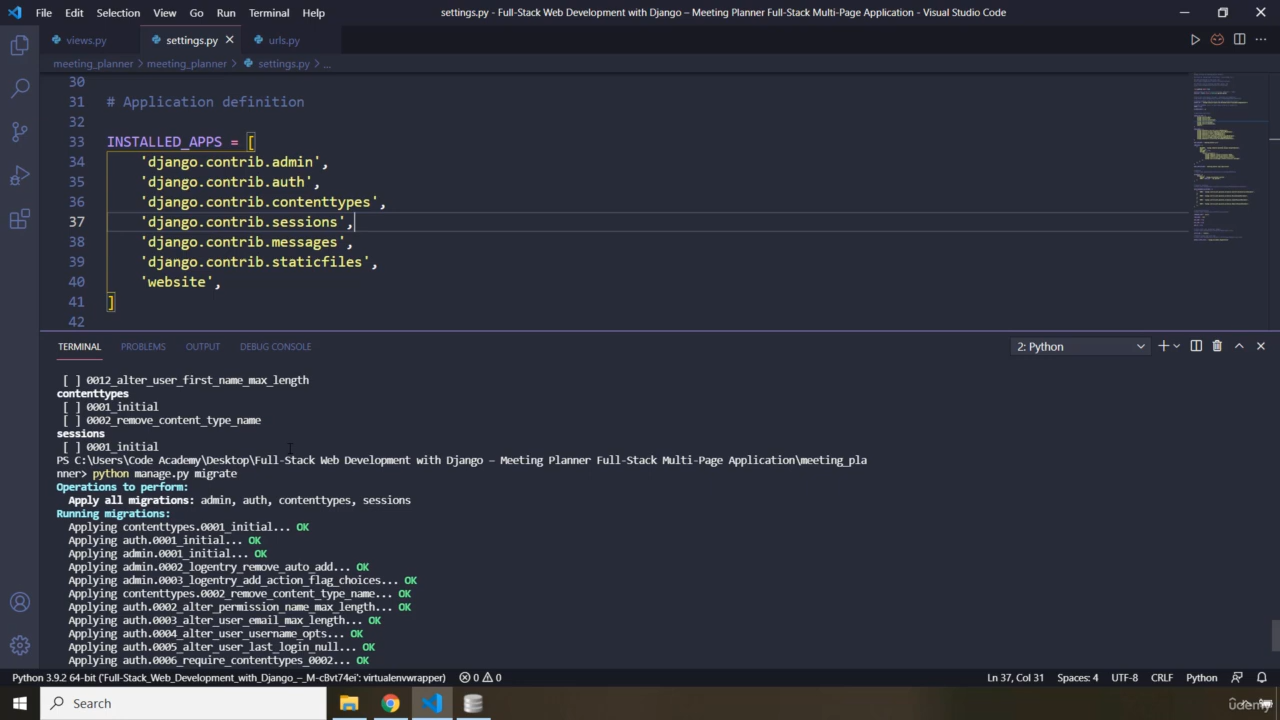 File Edit Selection View Go Run Terminal Help settings.py - Full-Stack Web Development with Django – Meeting Planner Full-Stack Multi-Page Application - Visual Studio Code
views.py settings.py urls.py
meeting_planner > meeting_planner > settings.py > ...
30
31 # Application definition
32
33 INSTALLED_APPS = [
34 'django.contrib.admin',
35 'django.contrib.auth',
36 'django.contrib.contenttypes',
37 'django.contrib.sessions',
38 'django.contrib.messages',
39 'django.contrib.staticfiles',
40 'website',
41 ]
42
TERMINAL PROBLEMS OUTPUT DEBUG CONSOLE 2: Python
[ ] 0012_alter_user_first_name_max_length
contenttypes
[ ] 0001_initial
[ ] 0002_remove_content_type_name
sessions
[ ] 0001_initial
PS C:\Users\Code Academy\Desktop\Full-Stack Web Development with Django – Meeting Planner Full-Stack Multi-Page Application\meeting_pla
nner> python manage.py migrate
Operations to perform:
Apply all migrations: admin, auth, contenttypes, sessions
Running migrations:
Applying contenttypes.0001_initial... OK
Applying auth.0001_initial... OK
Applying admin.0001_initial... OK
Applying admin.0002_logentry_remove_auto_add... OK
Applying admin.0003_logentry_add_action_flag_choices... OK
Applying contenttypes.0002_remove_content_type_name... OK
Applying auth.0002_alter_permission_name_max_length... OK
Applying auth.0003_alter_user_email_max_length... OK
Applying auth.0004_alter_user_username_opts... OK
Applying auth.0005_alter_user_last_login_null... OK
Applying auth.0006_require_contenttypes_0002... OK
Python 3.9.2 64-bit ('Full-Stack_Web_Development_with_Django_–_M-c8vt74ei': virtualenvwrapper) 0 0 Ln 37, Col 31 Spaces: 4 UTF-8 CRLF Python
Search
udemy